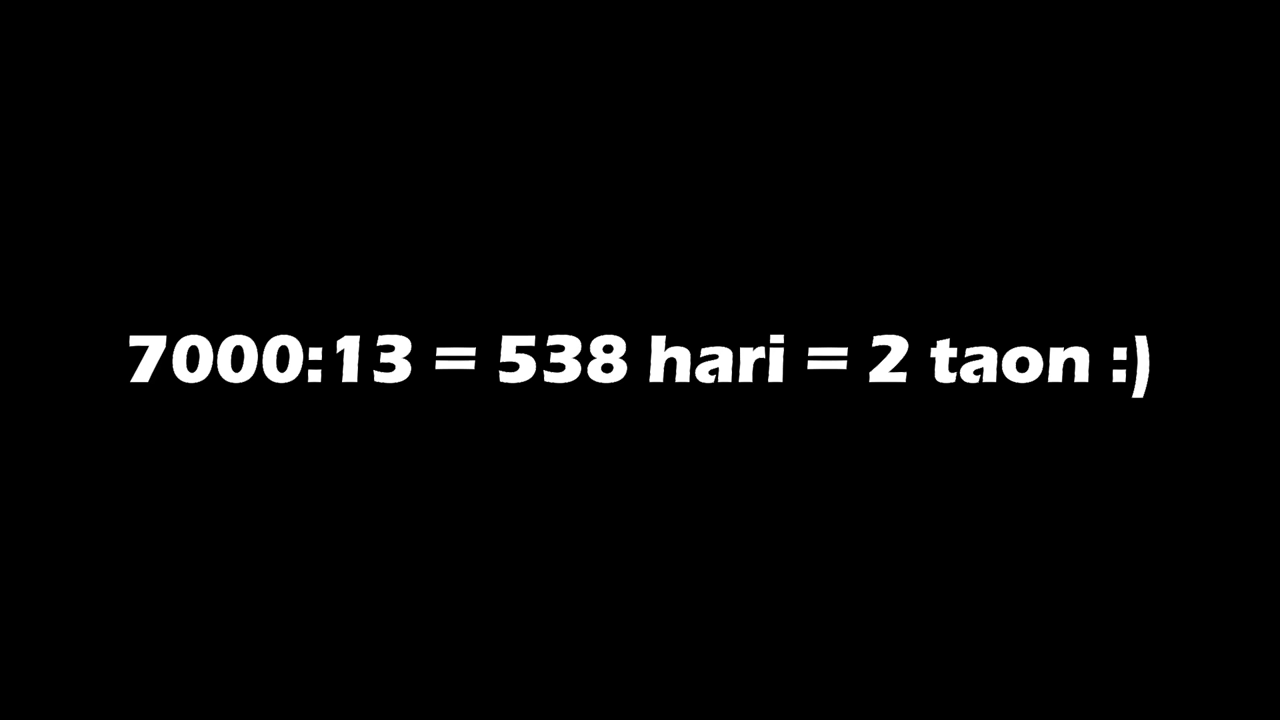 7000:13 = 538 hari = 2 taon :)